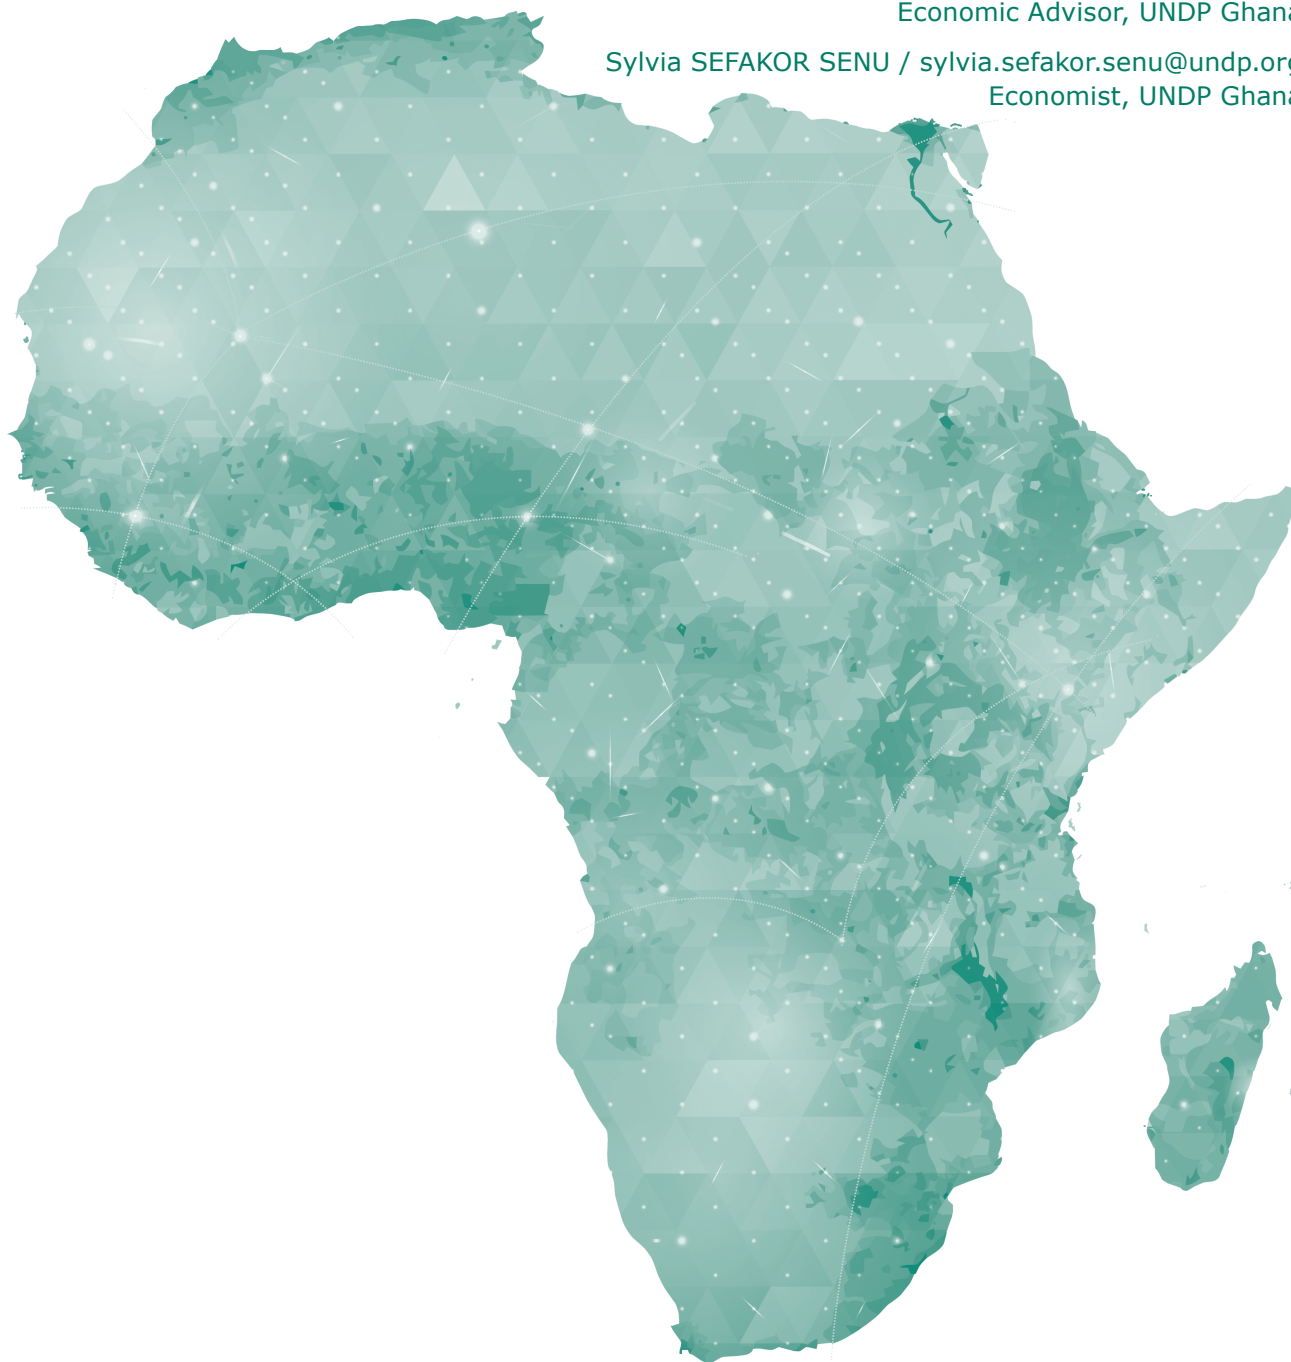 Economic Advisor, UNDP Ghana
Sylvia SEFAKOR SENU / sylvia.sefakor.senu@undp.org
Economist, UNDP Ghana